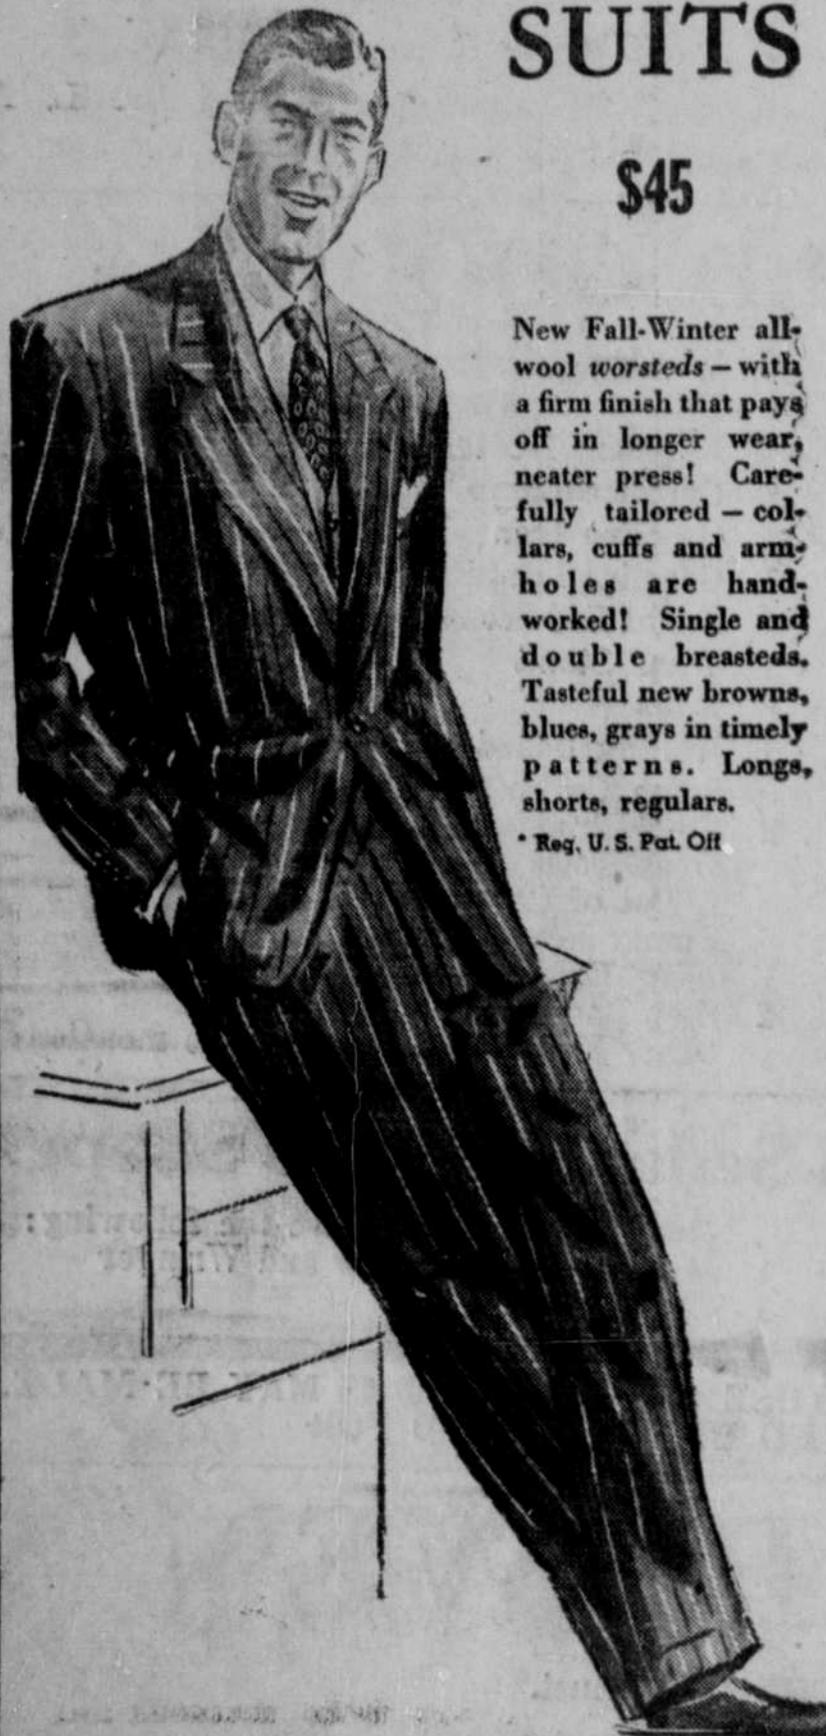 SUITS
$45
New Fall-Winter all-
wool worsteds — with
a firm finish that pays
off in longer wear,
neater press! Care-
fully tailored — col-
lars, cuffs and arm-
holes are hand-
worked! Single and
double breasteds.
Tasteful new browns,
blues, grays in timely
patterns. Longs,
shorts, regulars.
* Reg. U. S. Pat. Off